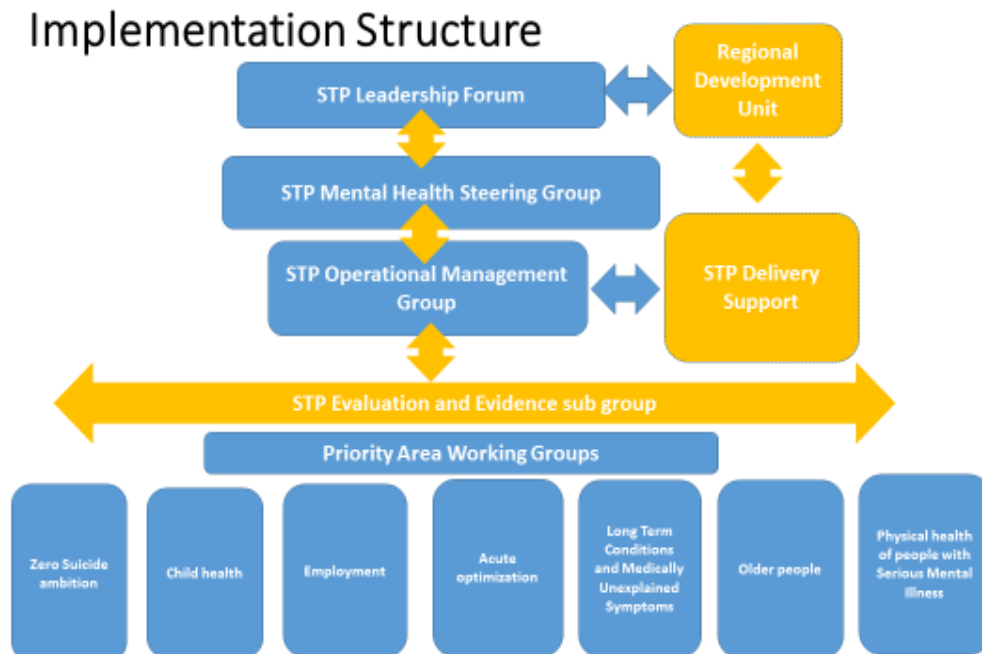 Implementation Structure
STP Leadership Forum
Regional
Development
Unit
STP Mental Health Steering Group
STP Operational Management
Group
STP Delivery
Support
STP Evaluation and Evidence sub group
Priority Area Working Groups
Zero Suicide
ambition
Child health
Employment
Acute
optimization
Long Term
Conditions
and Medically
Unexplained
Symptoms
Older people
Physical health
of people with
Serious Mental
Illness